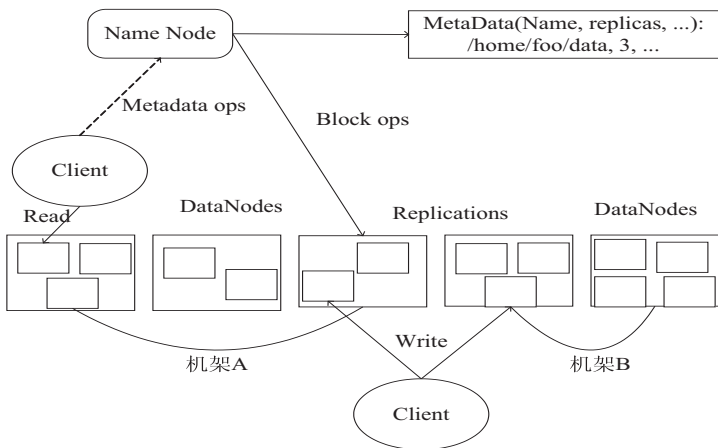 Name Node
MetaData(Name, replicas, ...):
/home/foo/data, 3, ...
Metadata ops
Block ops
Client
Read
DataNodes
Replications
DataNodes
Write
机架A
机架B
Client